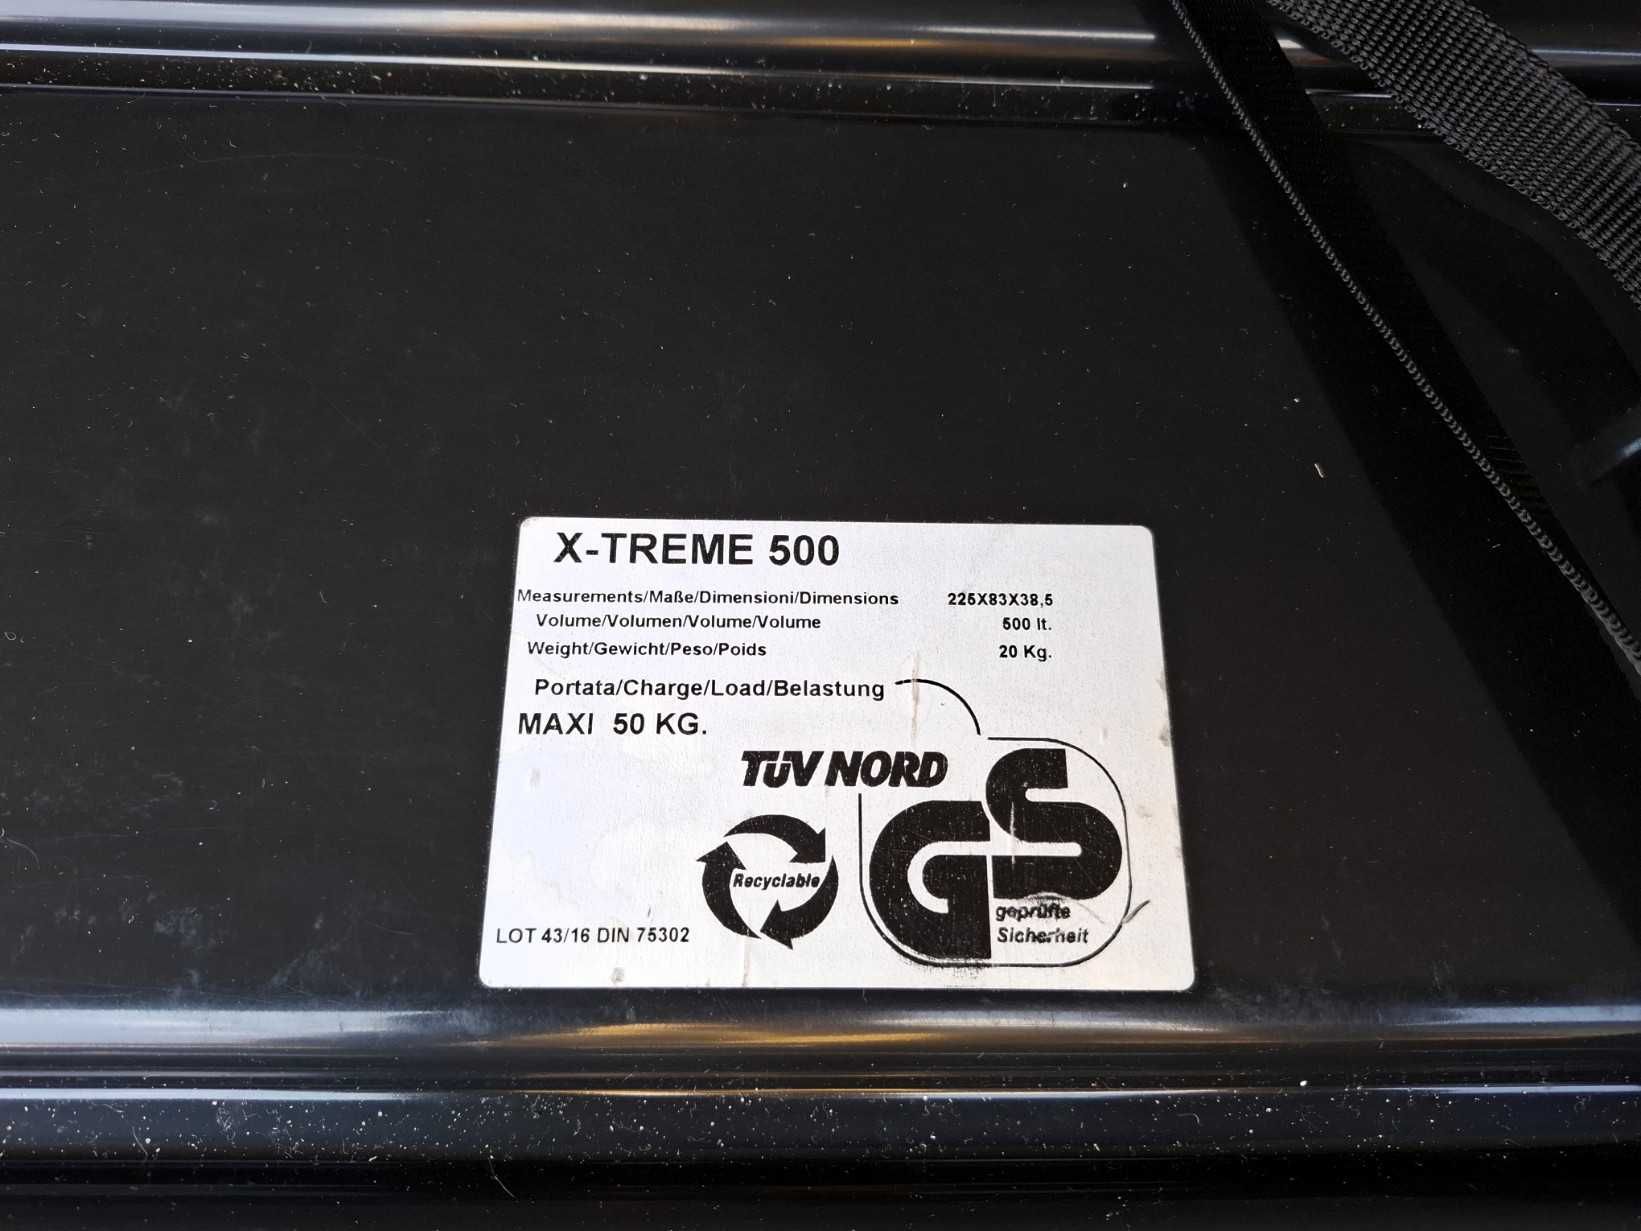 X-TREME 500
Measurements/Maße/Dimensioni/Dimensions 225X83X38,5
Volume/Volumen/Volume/Volume 500 lt.
Weight/Gewicht/Peso/Poids 20 Kg.
Portata/Charge/Load/Belastung
MAXI 50 KG.
TÜV NORD
GS
Recyclable
geprüfte
Sicherheit
LOT 43/16 DIN 75302